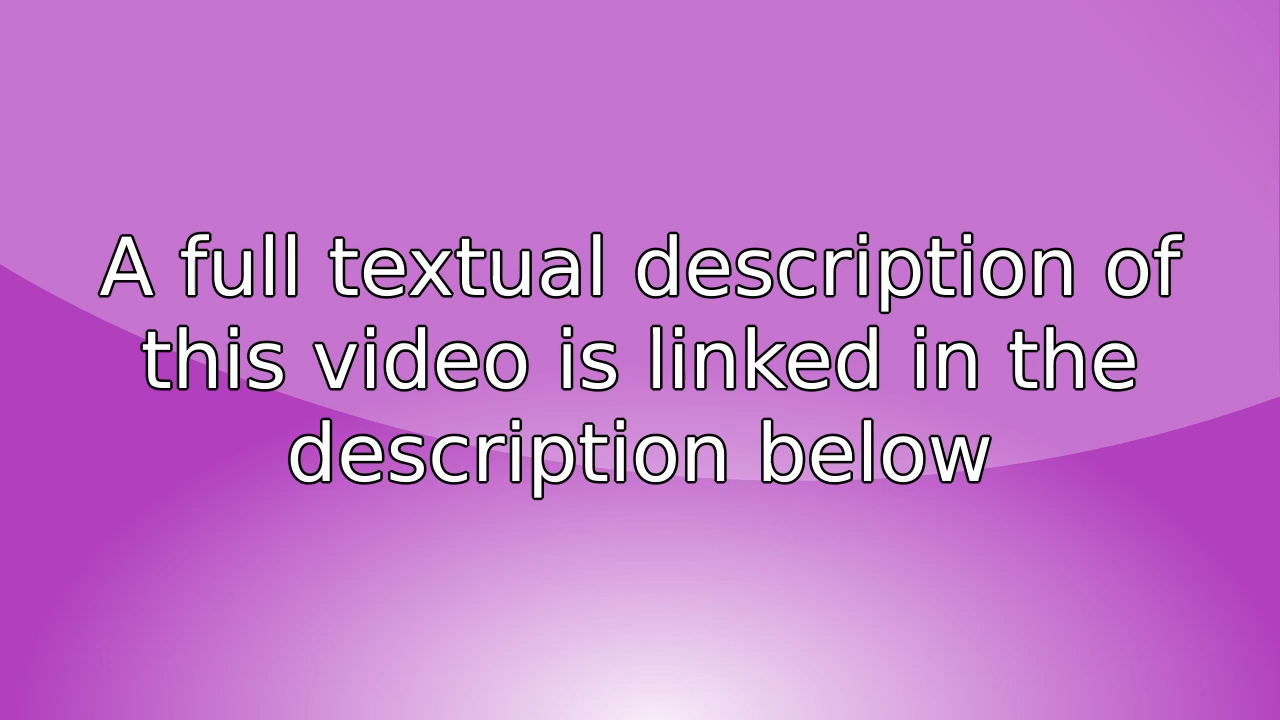 A full textual description of
this video is linked in the
description below